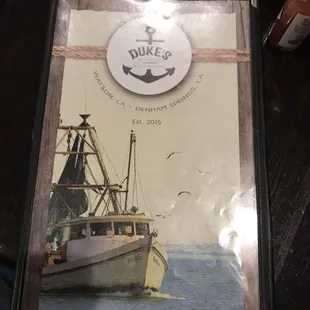 DUKE'S
WATSON, LA • DENHAM SPRINGS, LA
Est. 2015